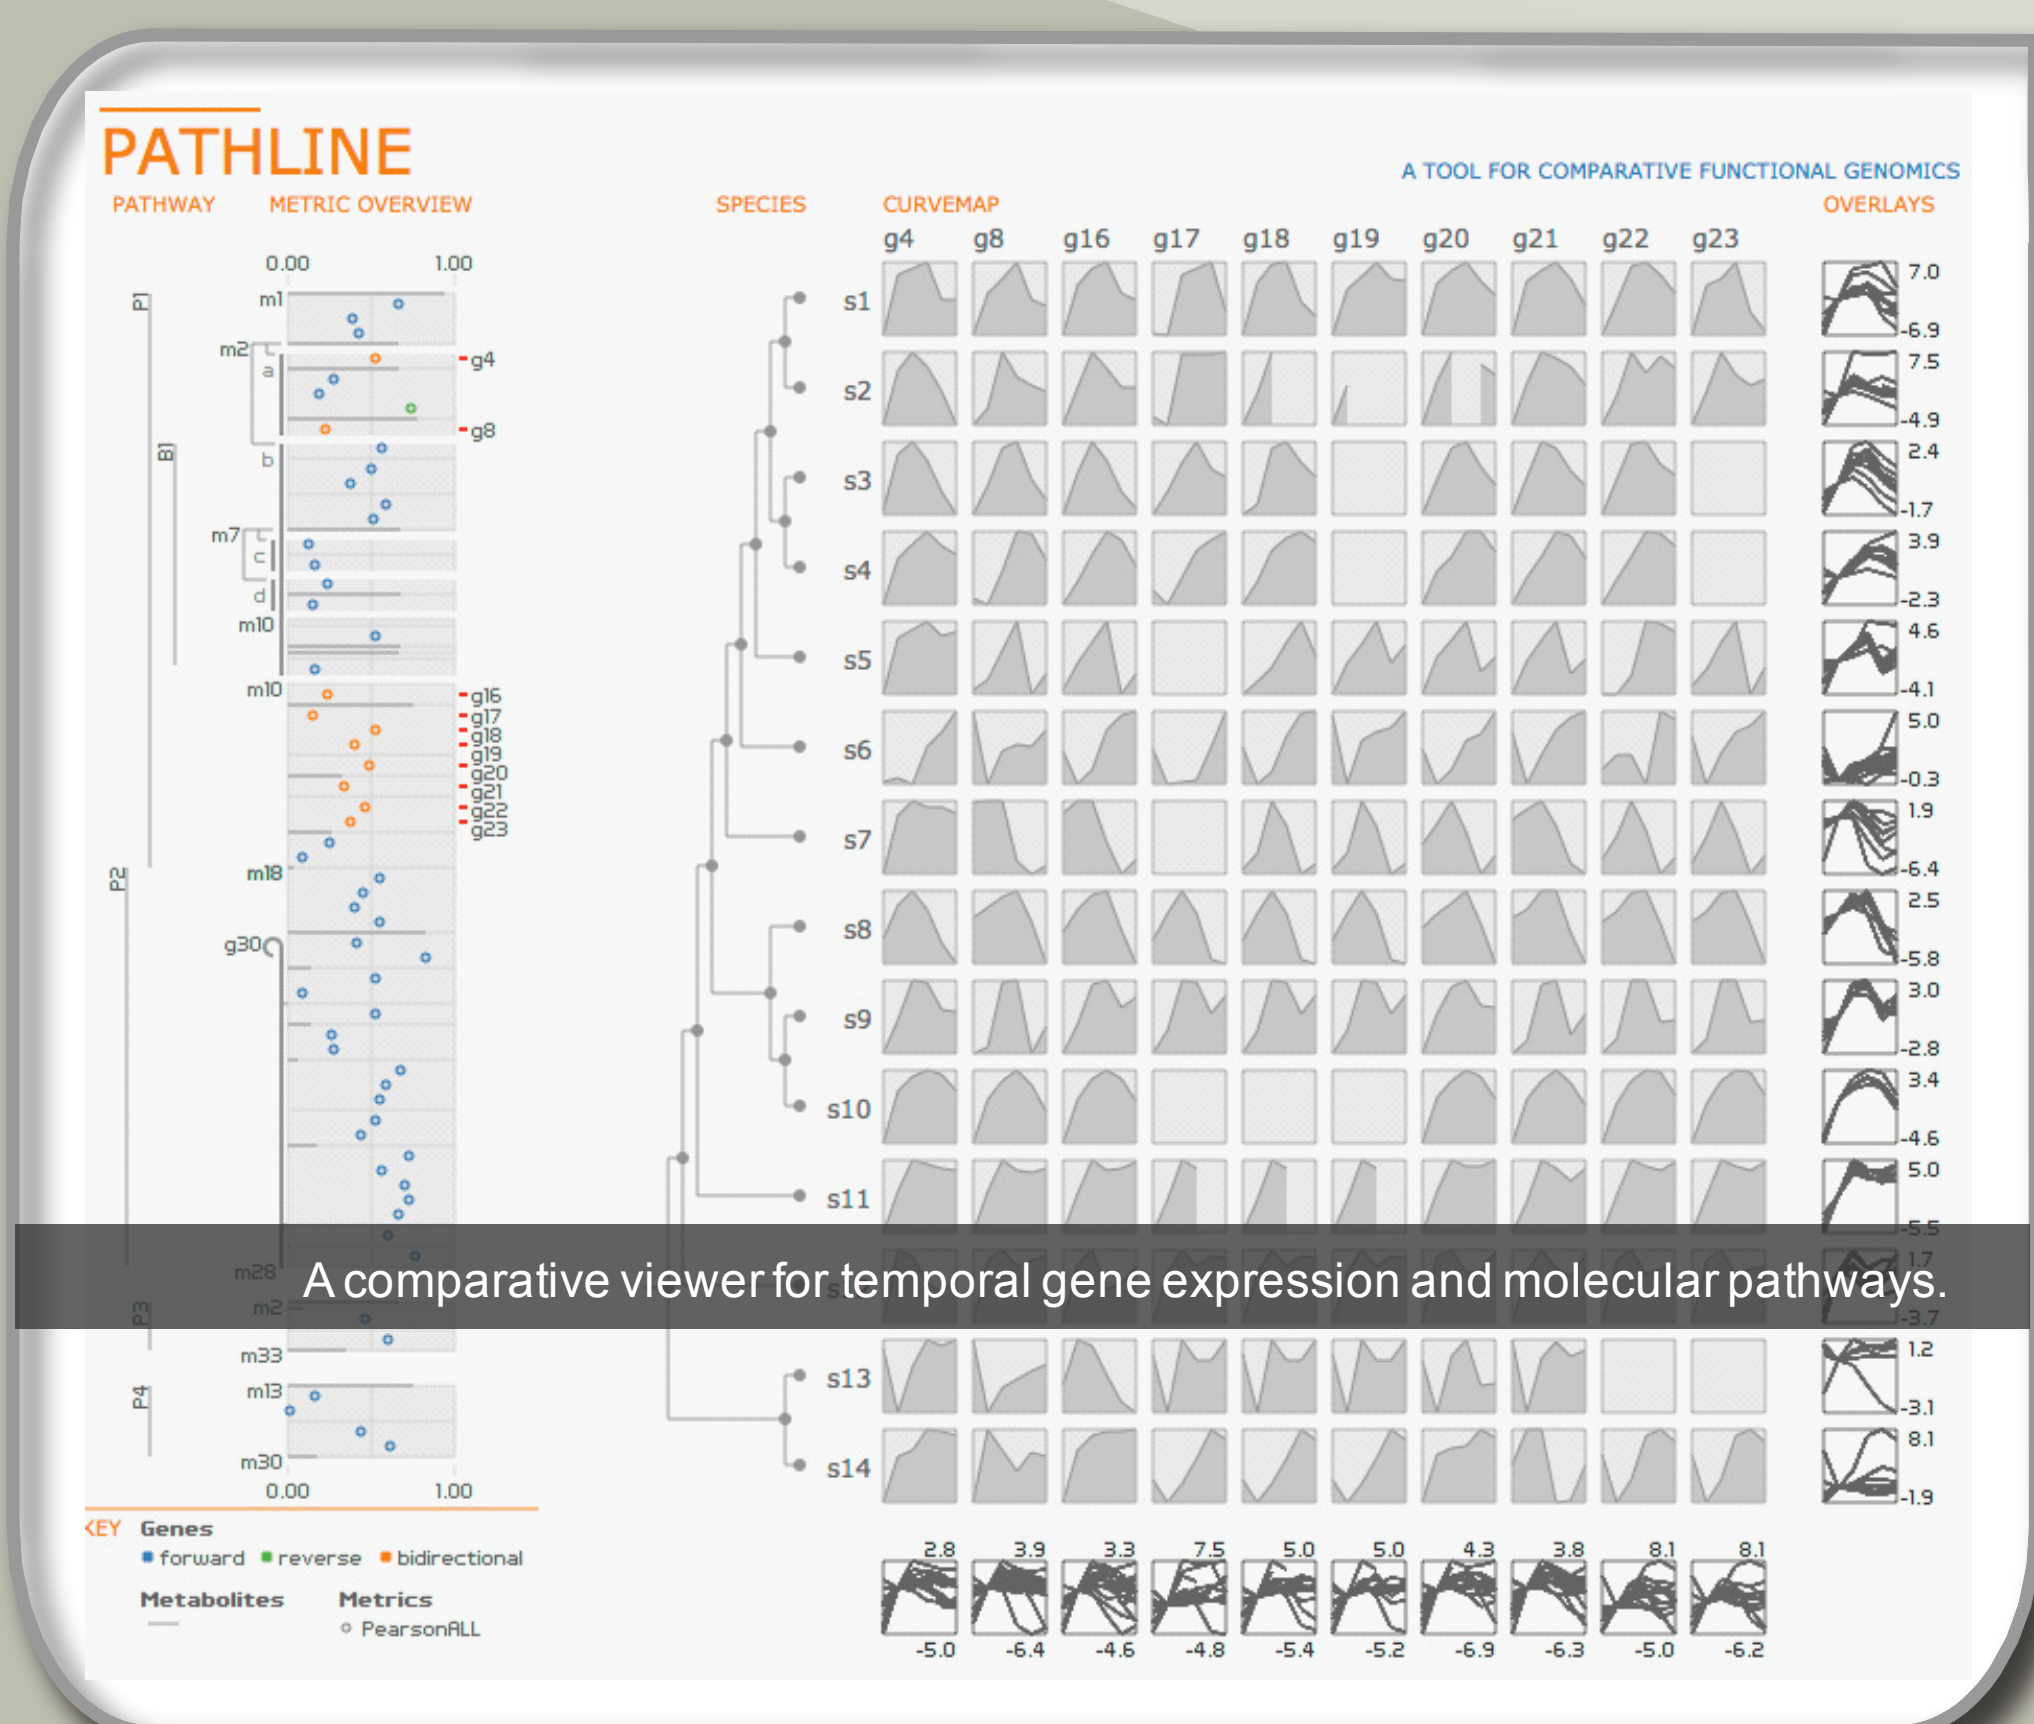 PATHLINE
A TOOL FOR COMPARATIVE FUNCTIONAL GENOMICS
PATHWAY METRIC OVERVIEW SPECIES CURVEMAP OVERLAYS
g4 g8 g16 g17 g18 g19 g20 g21 g22 g23
0.00 1.00
P1
m1
m2
a
g4
g8
B1
b
m7
c
d
m10
m10
g16
g17
g18
g19
g20
g21
g22
g23
P2
m18
g30
m28
P3
m2
m33
P4
m13
m30
0.00 1.00
s1 7.0
-6.9
s2 7.5
-4.9
s3 2.4
-1.7
s4 3.9
-2.3
s5 4.6
-4.1
s6 5.0
-0.3
s7 1.9
-6.4
s8 2.5
-5.8
s9 3.0
-2.8
s10 3.4
-4.6
s11 5.0
-5.5
1.7
A comparative viewer for temporal gene expression and molecular pathways.
-3.7
s13 1.2
-3.1
s14 8.1
-1.9
KEY Genes
forward reverse bidirectional
Metabolites Metrics
PearsonALL
2.8 3.9 3.3 7.5 5.0 5.0 4.3 3.8 8.1 8.1
-5.0 -6.4 -4.6 -4.8 -5.4 -5.2 -6.9 -6.3 -5.0 -6.2